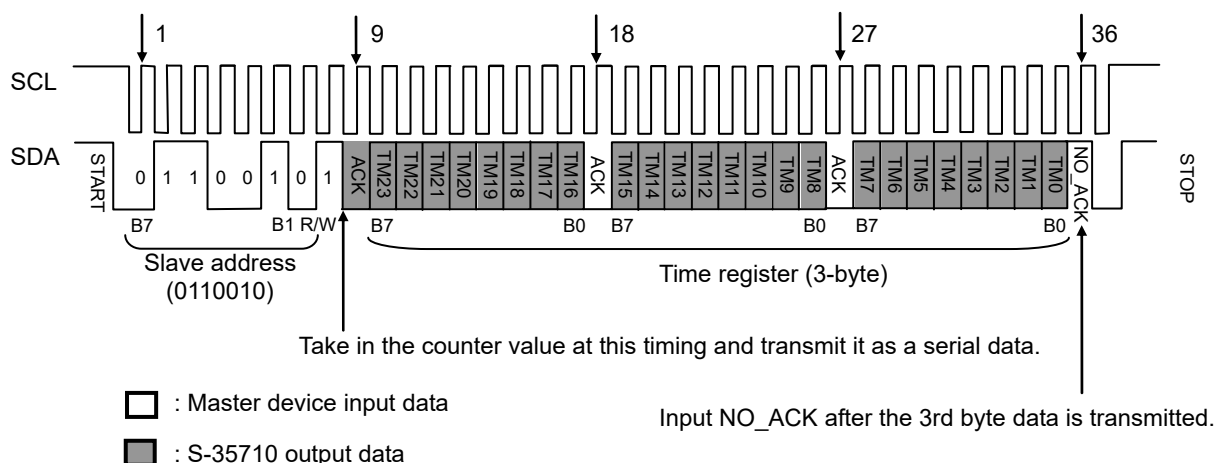 1 9 18 27 36
SCL
SDA
START 0 1 1 0 0 1 0 1 ACK TM23 TM22 TM21 TM20 TM19 TM18 TM17 TM16 ACK TM15 TM14 TM13 TM12 TM11 TM10 TM9 TM8 ACK TM7 TM6 TM5 TM4 TM3 TM2 TM1 TM0 NO_ACK STOP
B7 B1 R/W B7 B0 B7 B0 B7 B0
Slave address
(0110010)
Time register (3-byte)
Take in the counter value at this timing and transmit it as a serial data.
: Master device input data
Input NO_ACK after the 3rd byte data is transmitted.
: S-35710 output data